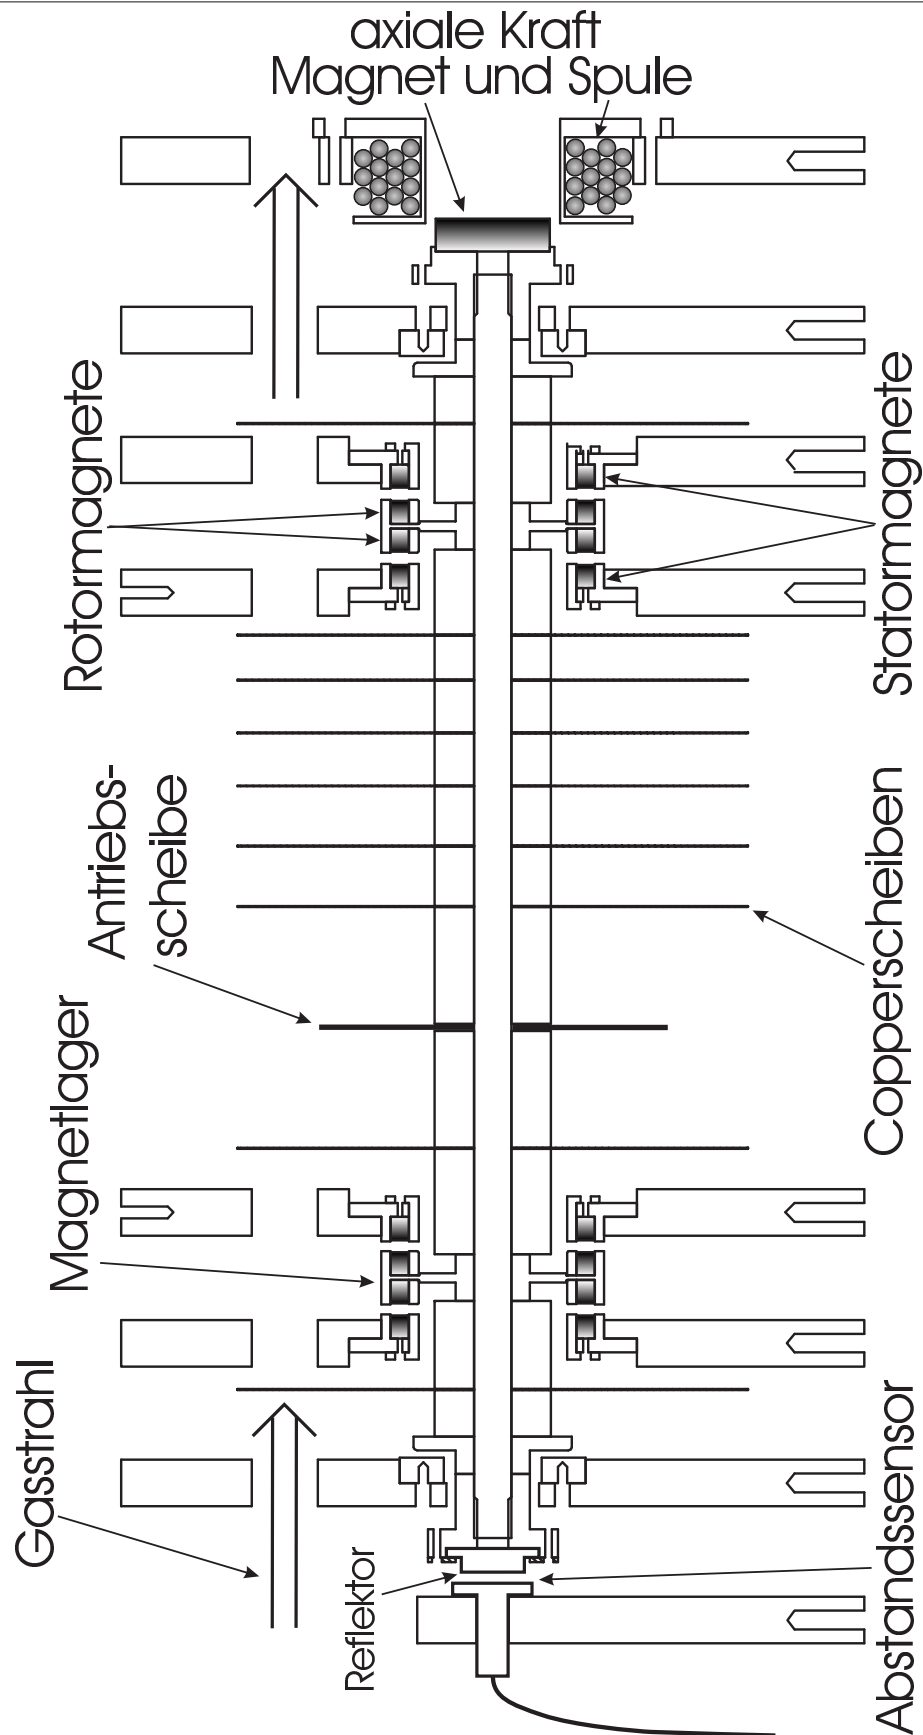 axiale Kraft
Magnet und Spule
Rotormagnete
Statormagnete
Antriebs-
scheibe
Copperscheiben
Magnetlager
Gasstrahl
Reflektor
Abstandssensor